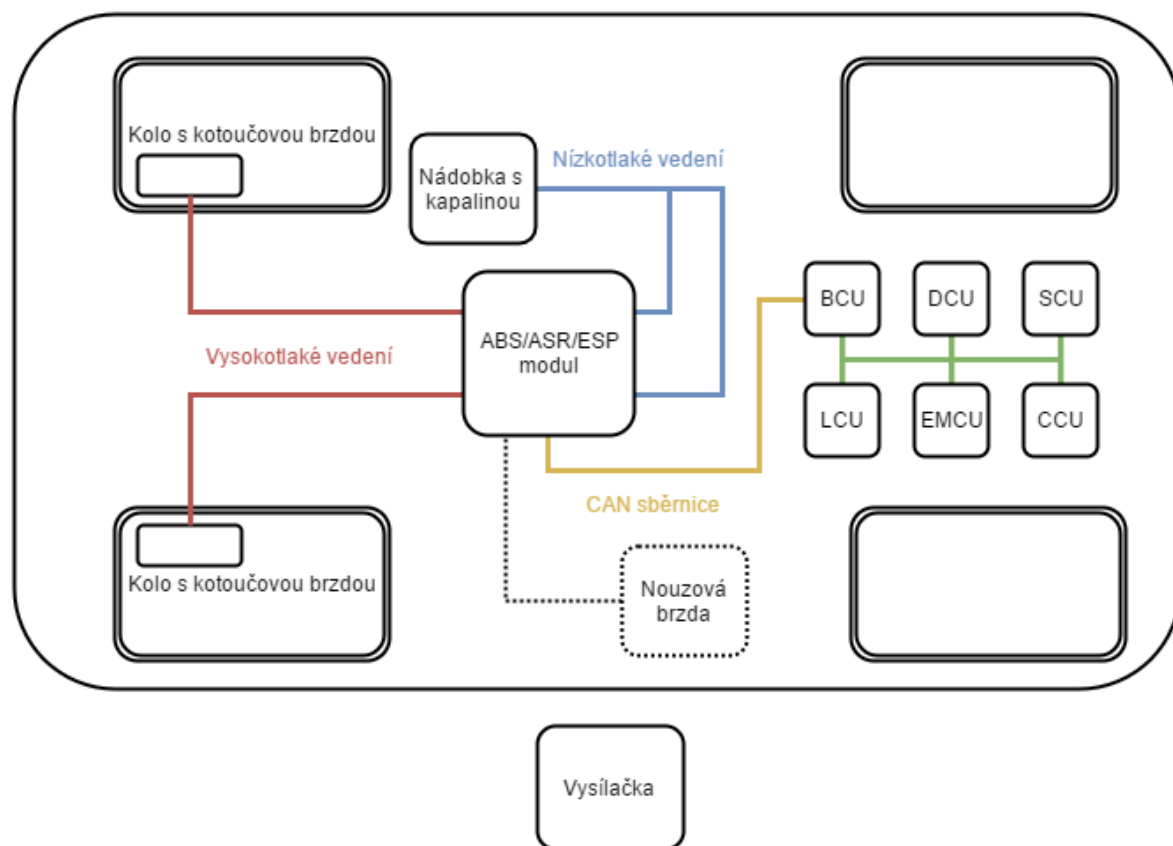 Kolo s kotoučovou brzdou
Nádobka s
kapalinou
Nízkotlaké vedení
BCU
DCU
SCU
ABS/ASR/ESP
modul
Vysokotlaké vedení
LCU
EMCU
CCU
CAN sběrnice
Kolo s kotoučovou brzdou
Nouzová
brzda
Vysílačka